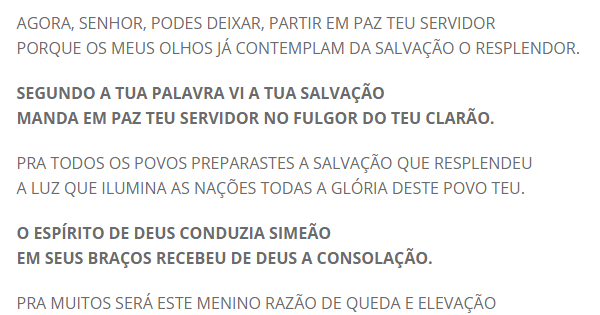 AGORA, SENHOR, PODES DEIXAR, PARTIR EM PAZ TEU SERVIDOR
PORQUE OS MEUS OLHOS JÁ CONTEMPLAM DA SALVAÇÃO O RESPLENDOR.
SEGUNDO A TUA PALAVRA VI A TUA SALVAÇÃO
MANDA EM PAZ TEU SERVIDOR NO FULGOR DO TEU CLARÃO.
PRA TODOS OS POVOS PREPARASTES A SALVAÇÃO QUE RESPLENDEU
A LUZ QUE ILUMINA AS NAÇÕES TODAS A GLÓRIA DESTE POVO TEU.
O ESPÍRITO DE DEUS CONDUZIA SIMEÃO
EM SEUS BRAÇOS RECEBEU DE DEUS A CONSOLAÇÃO.
PRA MUITOS SERÁ ESTE MENINO RAZÃO DE QUEDA E ELEVAÇÃO